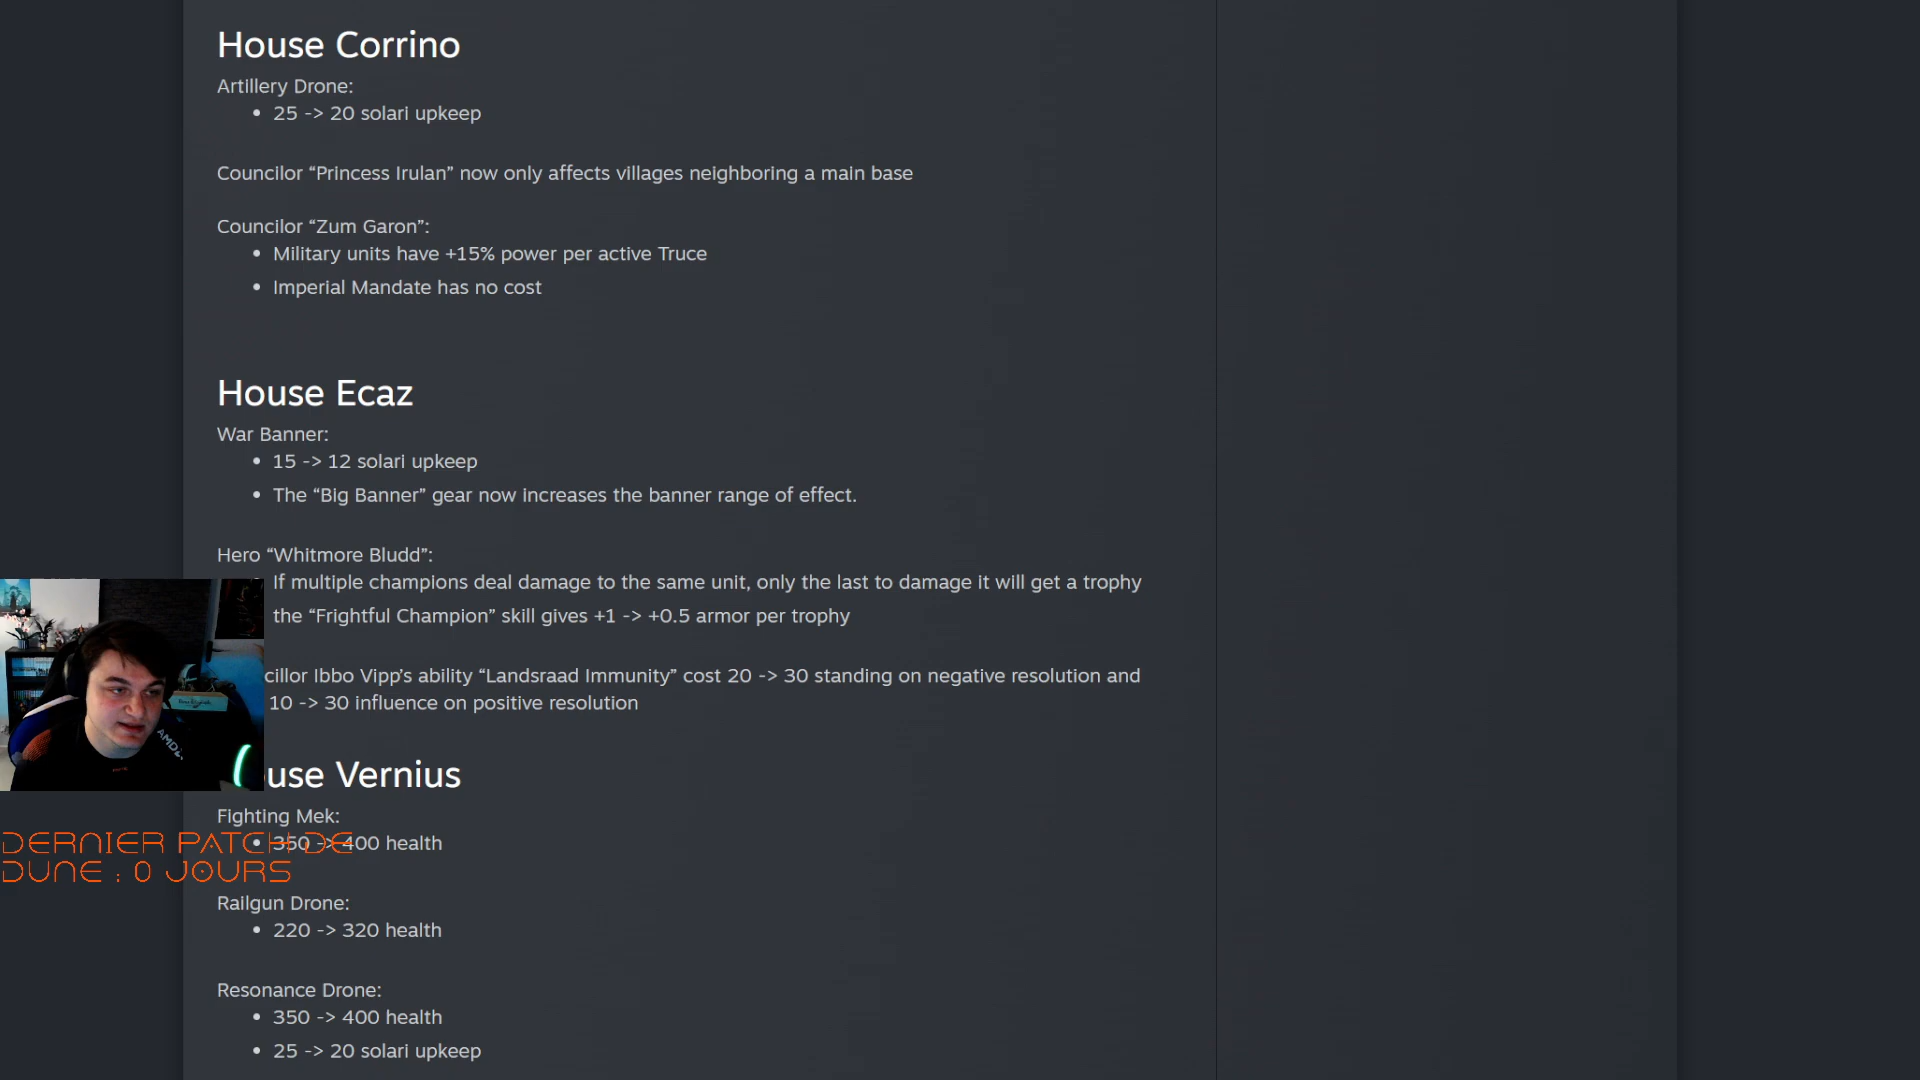 House Corrino
Artillery Drone:
• 25 -> 20 solari upkeep
Councilor “Princess Irulan” now only affects villages neighboring a main base
Councilor “Zum Garon”:
• Military units have +15% power per active Truce
• Imperial Mandate has no cost
House Ecaz
War Banner:
• 15 -> 12 solari upkeep
• The “Big Banner” gear now increases the banner range of effect.
Hero “Whitmore Bludd”:
If multiple champions deal damage to the same unit, only the last to damage it will get a trophy
the “Frightful Champion” skill gives +1 -> +0.5 armor per trophy
cillor Ibbo Vipp’s ability “Landsraad Immunity” cost 20 -> 30 standing on negative resolution and
10 -> 30 influence on positive resolution
use Vernius
Fighting Mek:
• 350 -> 400 health
DERNIER PATCH DE
DUNE : 0 JOURS
Railgun Drone:
• 220 -> 320 health
Resonance Drone:
• 350 -> 400 health
• 25 -> 20 solari upkeep
AMD